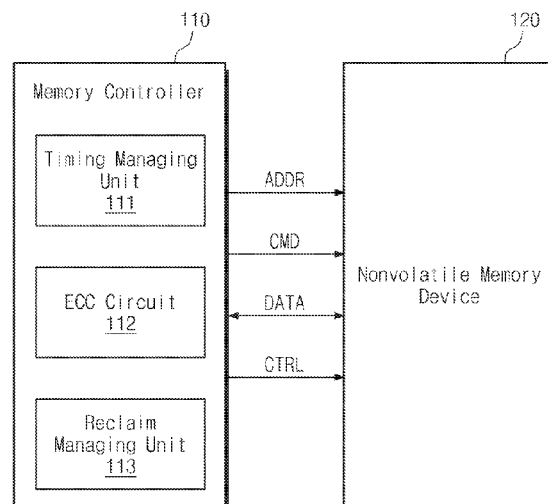 110
120
Memory Controller
Timing Managing
Unit
111
ADDR
CMD
ECC Circuit
112
DATA
Nonvolatile Memory
Device
CTRL
Reclaim
Managing Unit
113